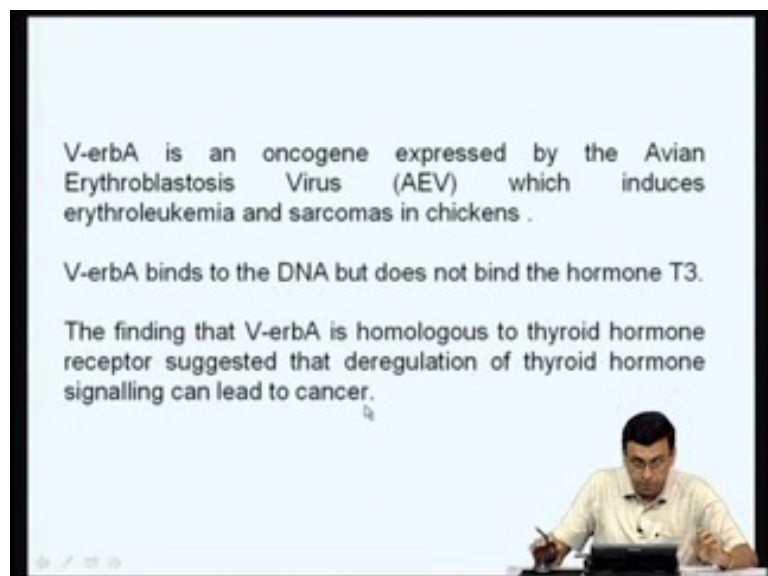 V-erbA is an oncogene expressed by the Avian
Erythroblastosis Virus (AEV) which induces
erythroleukemia and sarcomas in chickens .
V-erbA binds to the DNA but does not bind the hormone T3.
The finding that V-erbA is homologous to thyroid hormone
receptor suggested that deregulation of thyroid hormone
signalling can lead to cancer.